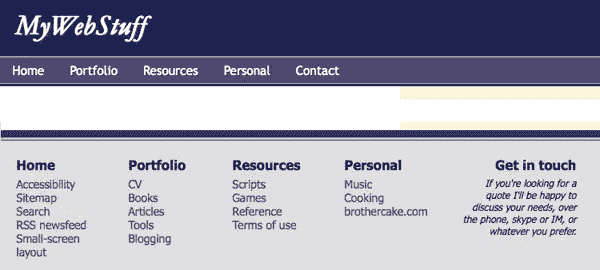 MyWebStuff
Home Portfolio Resources Personal Contact
Home
Accessibility
Sitemap
Search
RSS newsfeed
Small-screen
layout
Portfolio
CV
Books
Articles
Tools
Blogging
Resources
Scripts
Games
Reference
Terms of use
Personal
Music
Cooking
brothercake.com
Get in touch
If you're looking for a
quote I'll be happy to
discuss your needs, over
the phone, skype or IM, or
whatever you prefer.